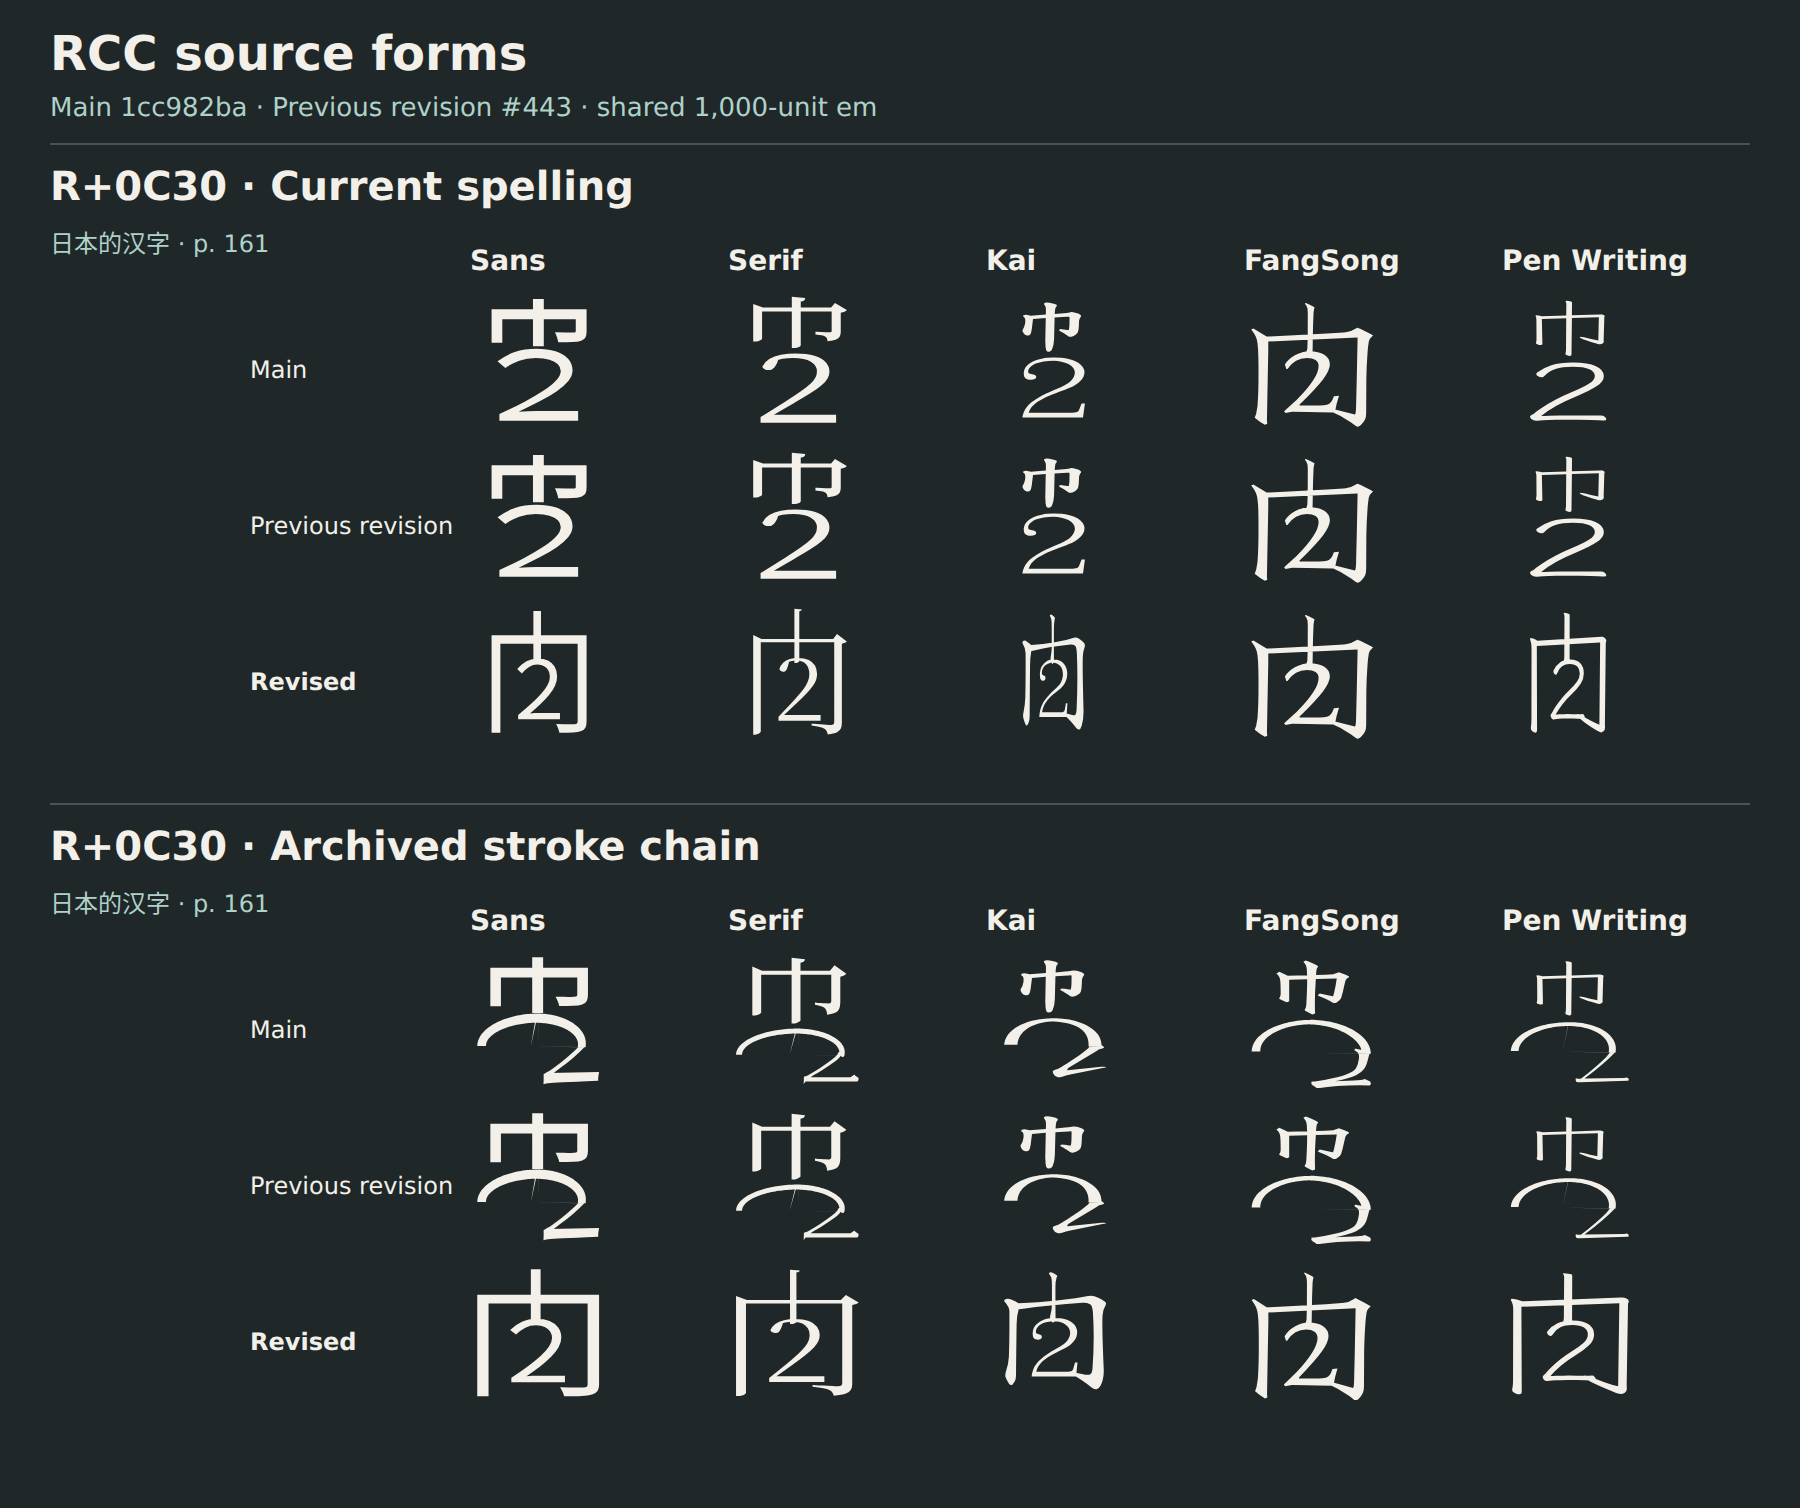 RCC source forms
Main 1cc982ba · Previous revision #443 · shared 1,000-unit em
R+0C30 · Current spelling
日本的汉字 · p. 161
Sans Serif Kai FangSong Pen Writing
Main
Previous revision
Revised
R+0C30 · Archived stroke chain
日本的汉字 · p. 161
Sans Serif Kai FangSong Pen Writing
Main
Previous revision
Revised